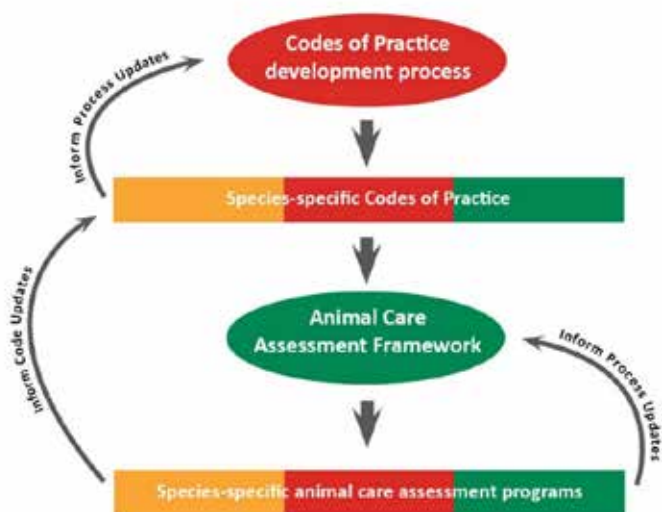 Codes of Practice
development process
Inform Process Updates
Species-specific Codes of Practice
Animal Care
Assessment Framework
Inform Code Updates
Inform Process Updates
Species-specific animal care assessment programs